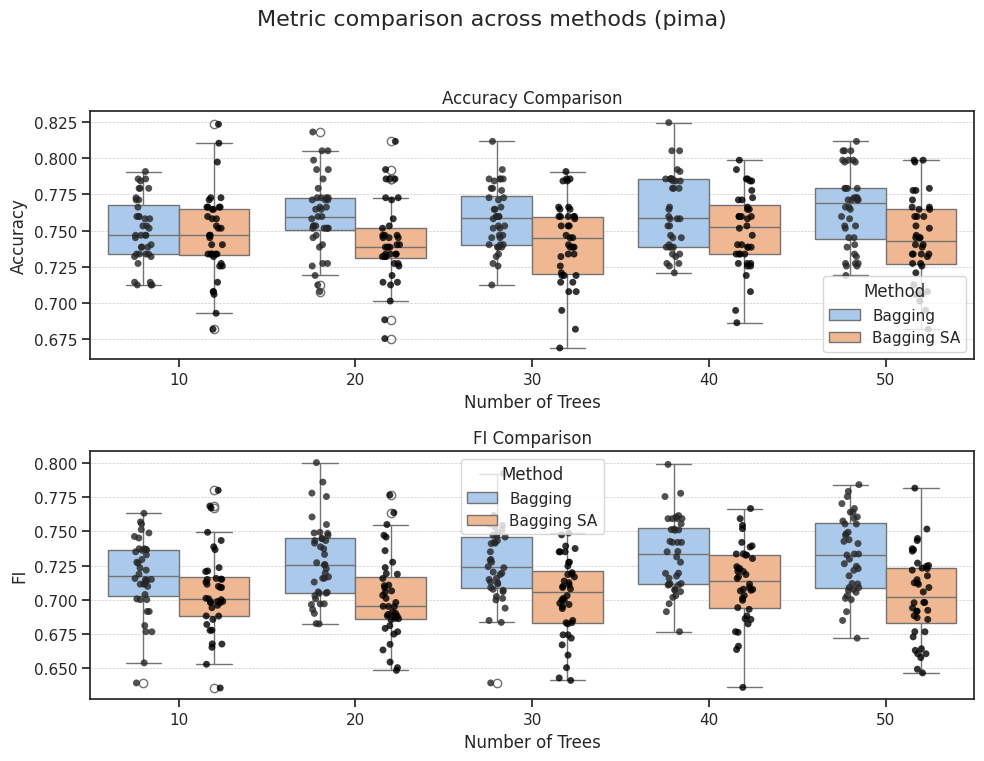 Metric comparison across methods (pima)
Accuracy Comparison
0.825
0.800
0.775
0.750
0.725
0.700
0.675
Accuracy
Method
Bagging
Bagging SA
10
20
30
40
50
Number of Trees
FI Comparison
0.800
0.775
0.750
0.725
0.700
0.675
0.650
FI
Method
Bagging
Bagging SA
10
20
30
40
50
Number of Trees